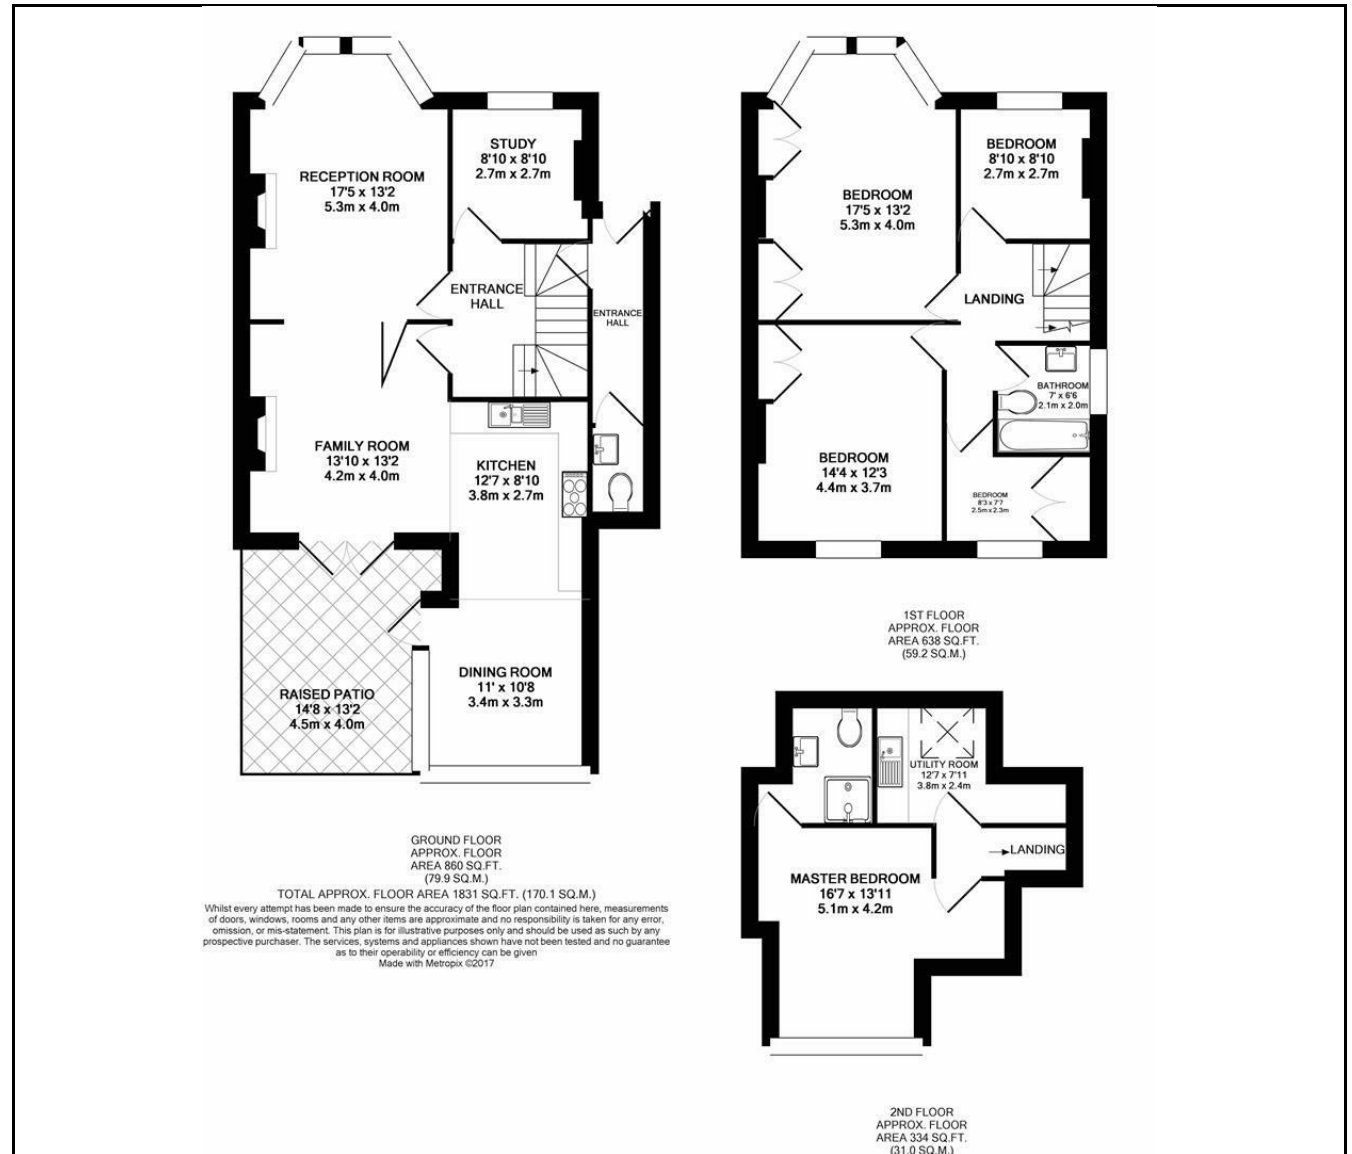 RECEPTION ROOM
17'5 x 13'2
5.3m x 4.0m
STUDY
8'10 x 8'10
2.7m x 2.7m
ENTRANCE
HALL
ENTRANCE
HALL
FAMILY ROOM
13'10 x 13'2
4.2m x 4.0m
KITCHEN
12'7 x 8'10
3.8m x 2.7m
RAISED PATIO
14'8 x 13'2
4.5m x 4.0m
DINING ROOM
11' x 10'8
3.4m x 3.3m
GROUND FLOOR
APPROX. FLOOR
AREA 860 SQ.FT.
(79.9 SQ.M.)
TOTAL APPROX. FLOOR AREA 1831 SQ.FT. (170.1 SQ.M.)
Whilst every attempt has been made to ensure the accuracy of the floor plan contained here, measurements
of doors, windows, rooms and any other items are approximate and no responsibility is taken for any error,
omission, or mis-statement. This plan is for illustrative purposes only and should be used as such by any
prospective purchaser. The services, systems and appliances shown have not been tested and no guarantee
as to their operability or efficiency can be given
Made with Metropix ©2017
BEDROOM
17'5 x 13'2
5.3m x 4.0m
BEDROOM
8'10 x 8'10
2.7m x 2.7m
LANDING
BATHROOM
7' x 6'6
2.1m x 2.0m
BEDROOM
14'4 x 12'3
4.4m x 3.7m
BEDROOM
8'3 x 7'7
2.5m x 2.3m
1ST FLOOR
APPROX. FLOOR
AREA 638 SQ.FT.
(59.2 SQ.M.)
UTILITY ROOM
12'7 x 7'11
3.8m x 2.4m
LANDING
MASTER BEDROOM
16'7 x 13'11
5.1m x 4.2m
2ND FLOOR
APPROX. FLOOR
AREA 334 SQ.FT.
(31.0 SQ.M.)